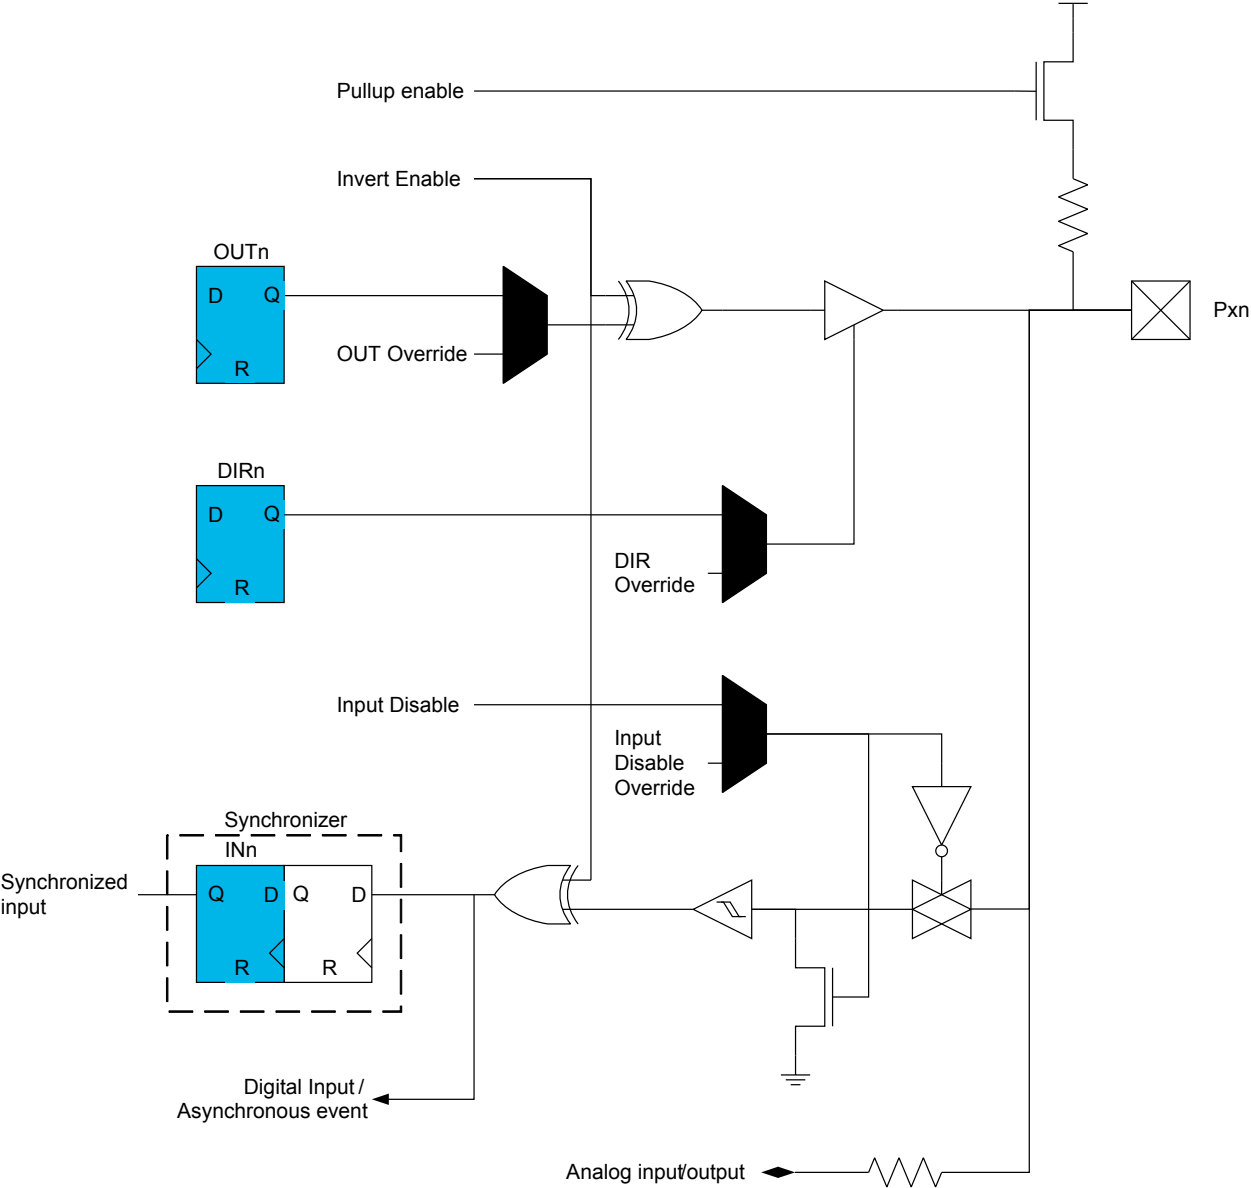 Pullup enable
Invert Enable
OUTn
D Q
R
OUT Override
Pxn
DIRn
D Q
R
DIR
Override
Input Disable
Input
Disable
Override
Synchronizer
INn
Synchronized
input
Q D Q D
R R
Digital Input /
Asynchronous event
Analog input/output